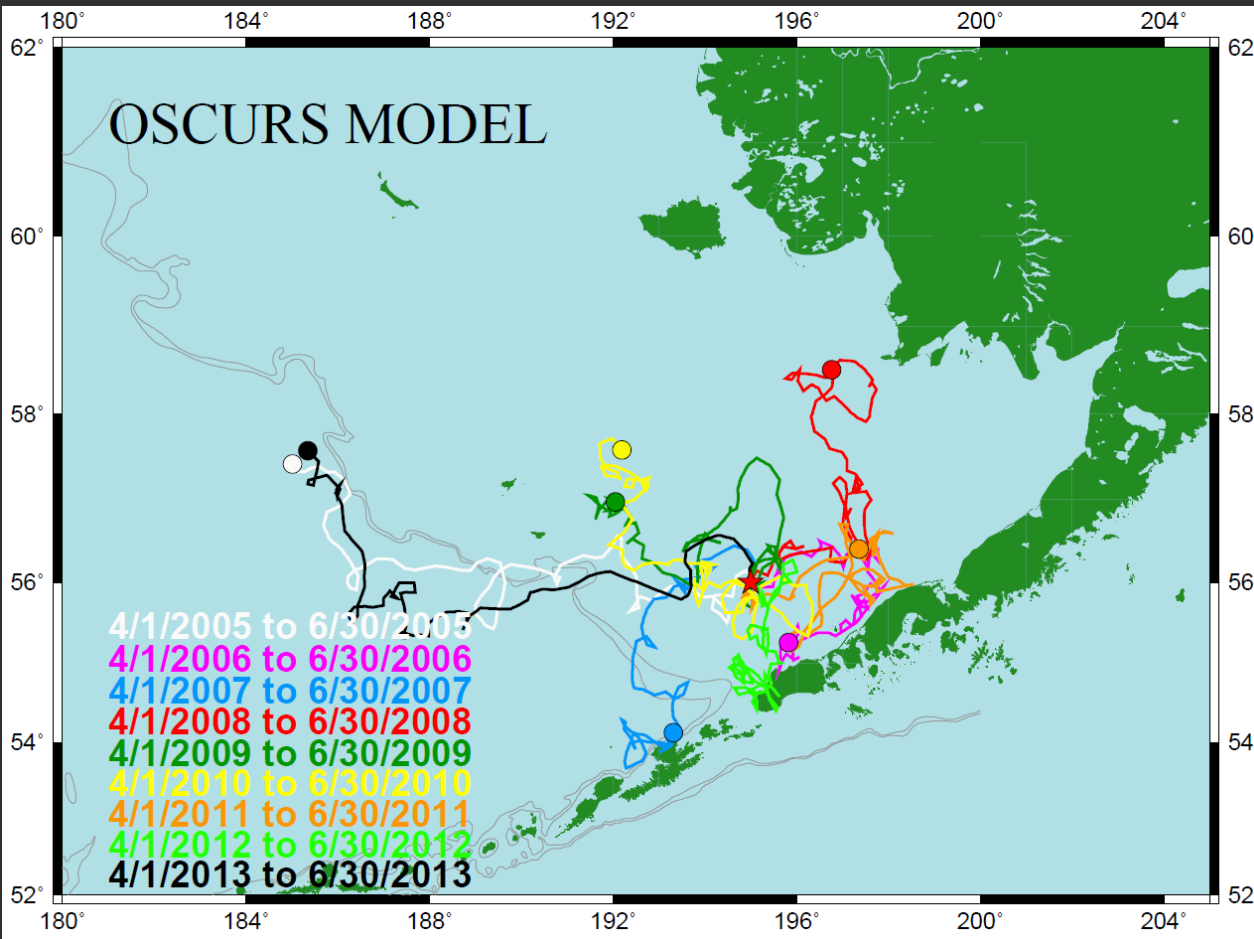 180° 184° 188° 192° 196° 200° 204°
62° 62
OSCURS MODEL
60° 60
58° 58
56° 56
4/1/2005 to 6/30/2005
4/1/2006 to 6/30/2006
4/1/2007 to 6/30/2007
4/1/2008 to 6/30/2008
54° 54
4/1/2009 to 6/30/2009
4/1/2010 to 6/30/2010
4/1/2011 to 6/30/2011
4/1/2012 to 6/30/2012
4/1/2013 to 6/30/2013
52° 52
180° 184° 188° 192° 196° 200° 204°